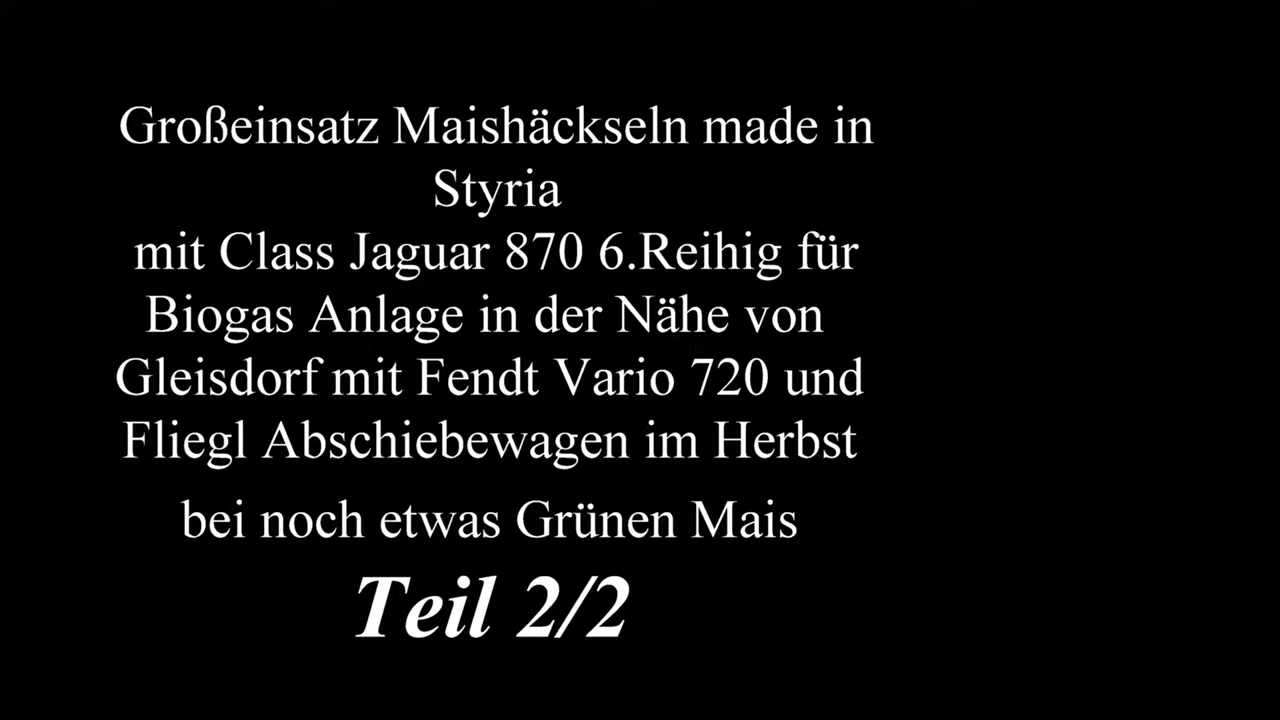 Großeinsatz Maishäckseln made in
Styria
mit Class Jaguar 870 6.Reihig für
Biogas Anlage in der Nähe von
Gleisdorf mit Fendt Vario 720 und
Fliegl Abschiebewagen im Herbst
bei noch etwas Grünen Mais
Teil 2/2